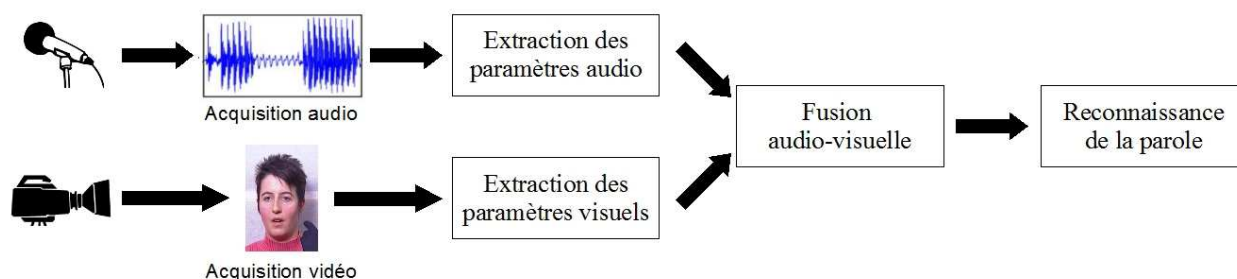 Acquisition audio
Extraction des
paramètres audio
Acquisition vidéo
Extraction des
paramètres visuels
Fusion
audio-visuelle
Reconnaissance
de la parole